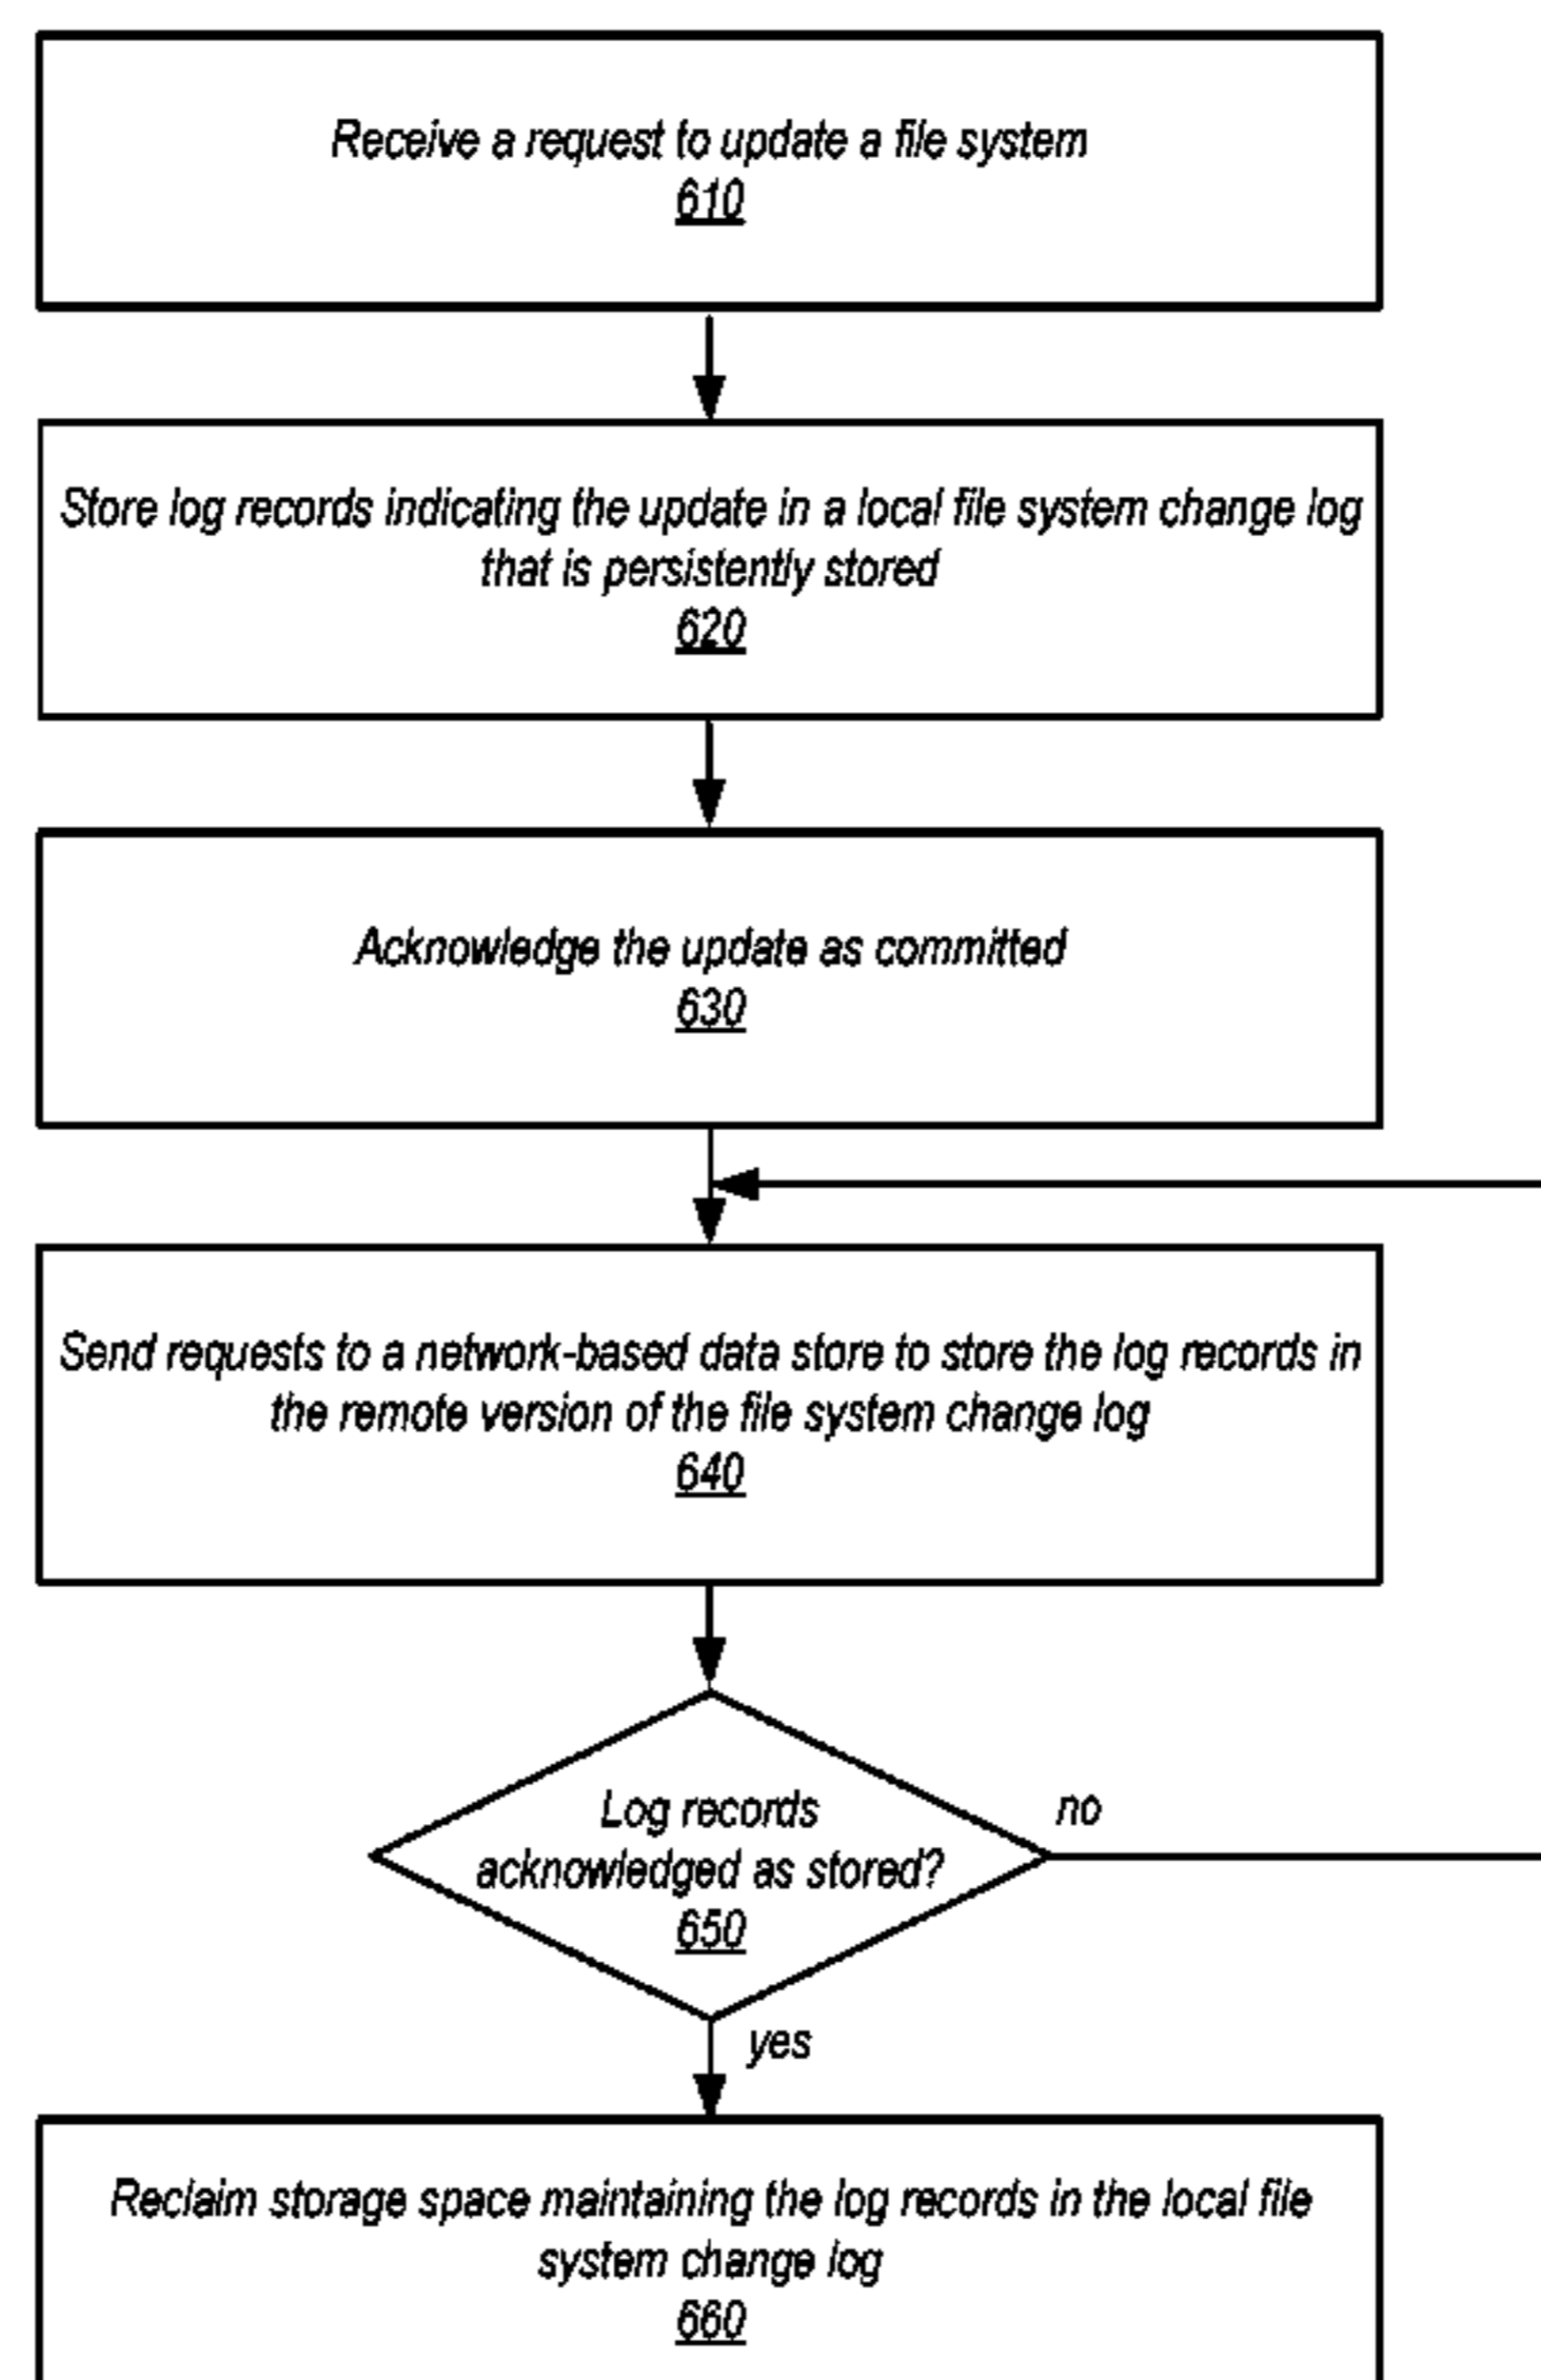 Receive a request to update a file system
610
Store log records indicating the update in a local file system change log
that is persistently stored
620
Acknowledge the update as committed
630
Send requests to a network-based data store to store the log records in
the remote version of the file system change log
640
Log records
acknowledged as stored?
650
no
yes
Reclaim storage space maintaining the log records in the local file
system change log
660